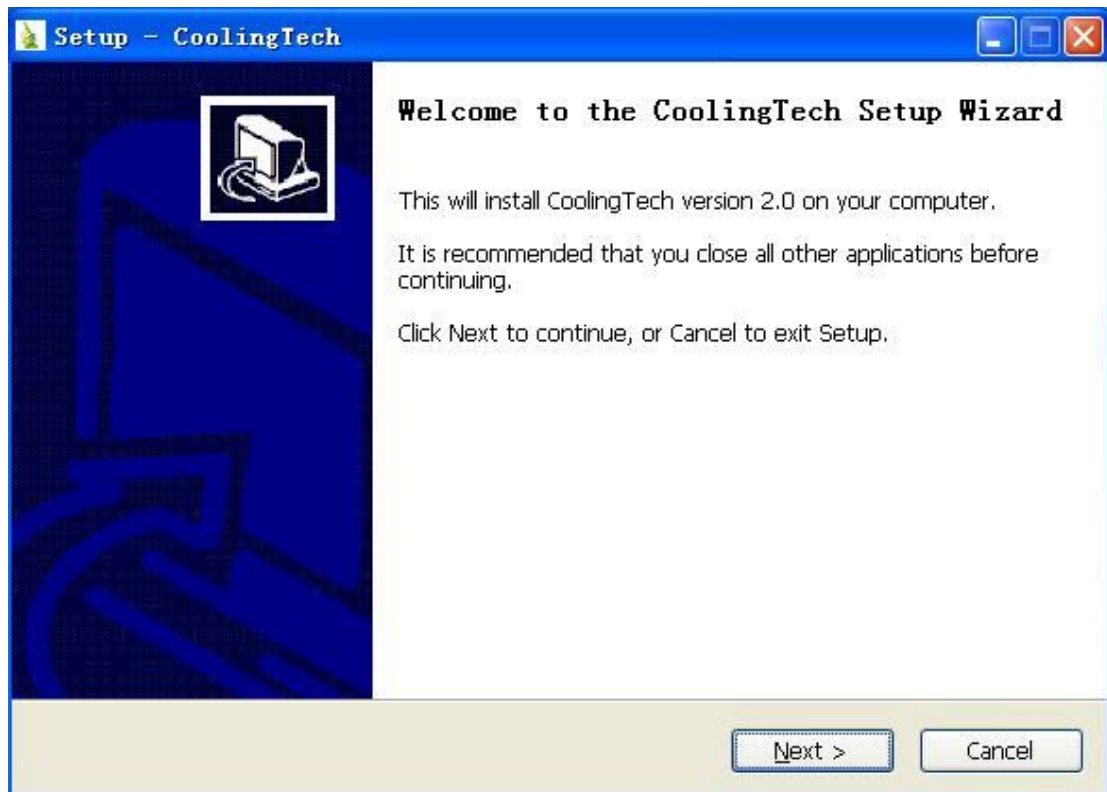 Setup - CoolingTech
Welcome to the CoolingTech Setup Wizard
This will install CoolingTech version 2.0 on your computer.
It is recommended that you close all other applications before
continuing.
Click Next to continue, or Cancel to exit Setup.
Next >
Cancel